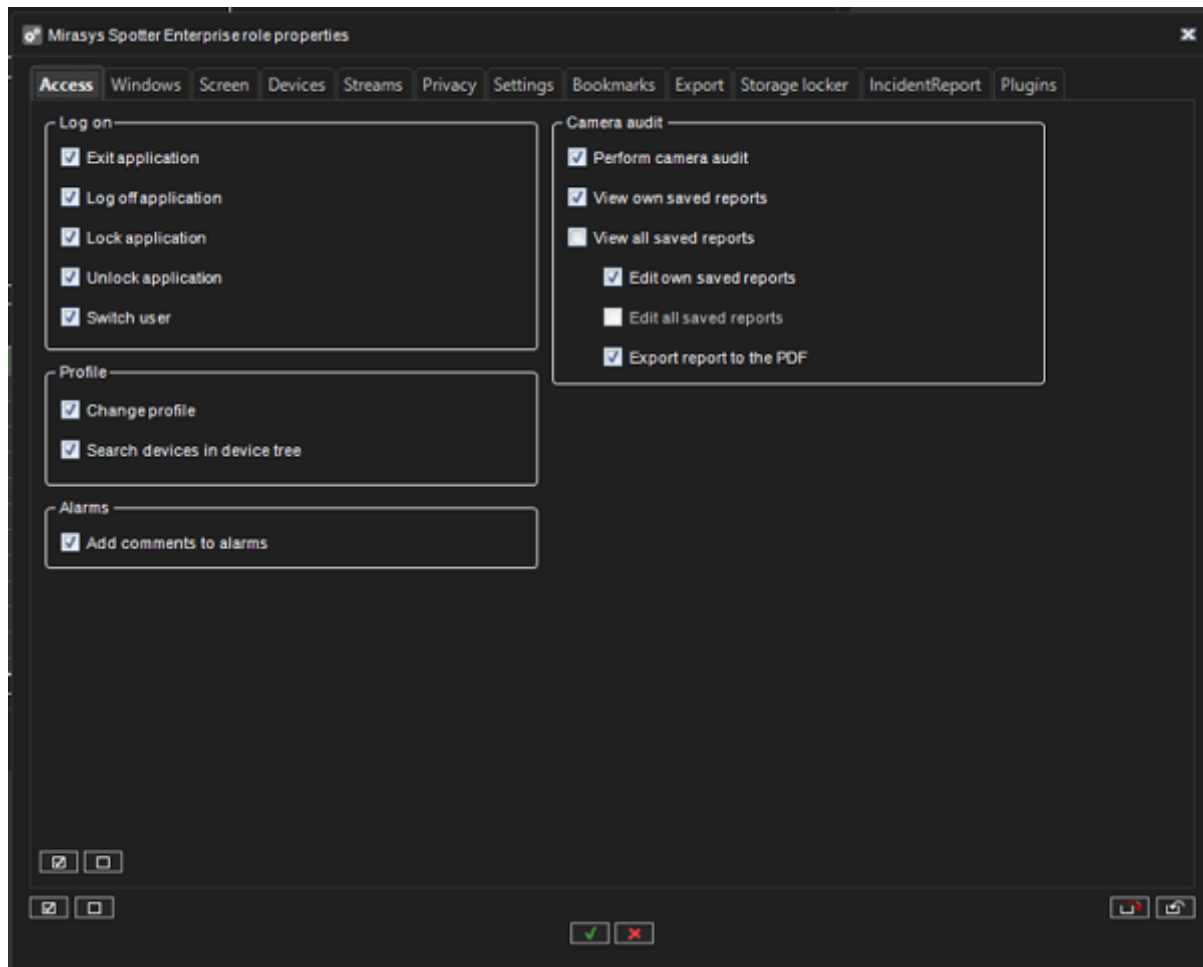 Mirasys Spotter Enterprise role properties
Access Windows Screen Devices Streams Privacy Settings Bookmarks Export Storage locker IncidentReport Plugins
Log on
Exit application
Log off application
Lock application
Unlock application
Switch user
Profile
Change profile
Search devices in device tree
Alarms
Add comments to alarms
Camera audit
Perform camera audit
View own saved reports
View all saved reports
Edit own saved reports
Edit all saved reports
Export report to the PDF